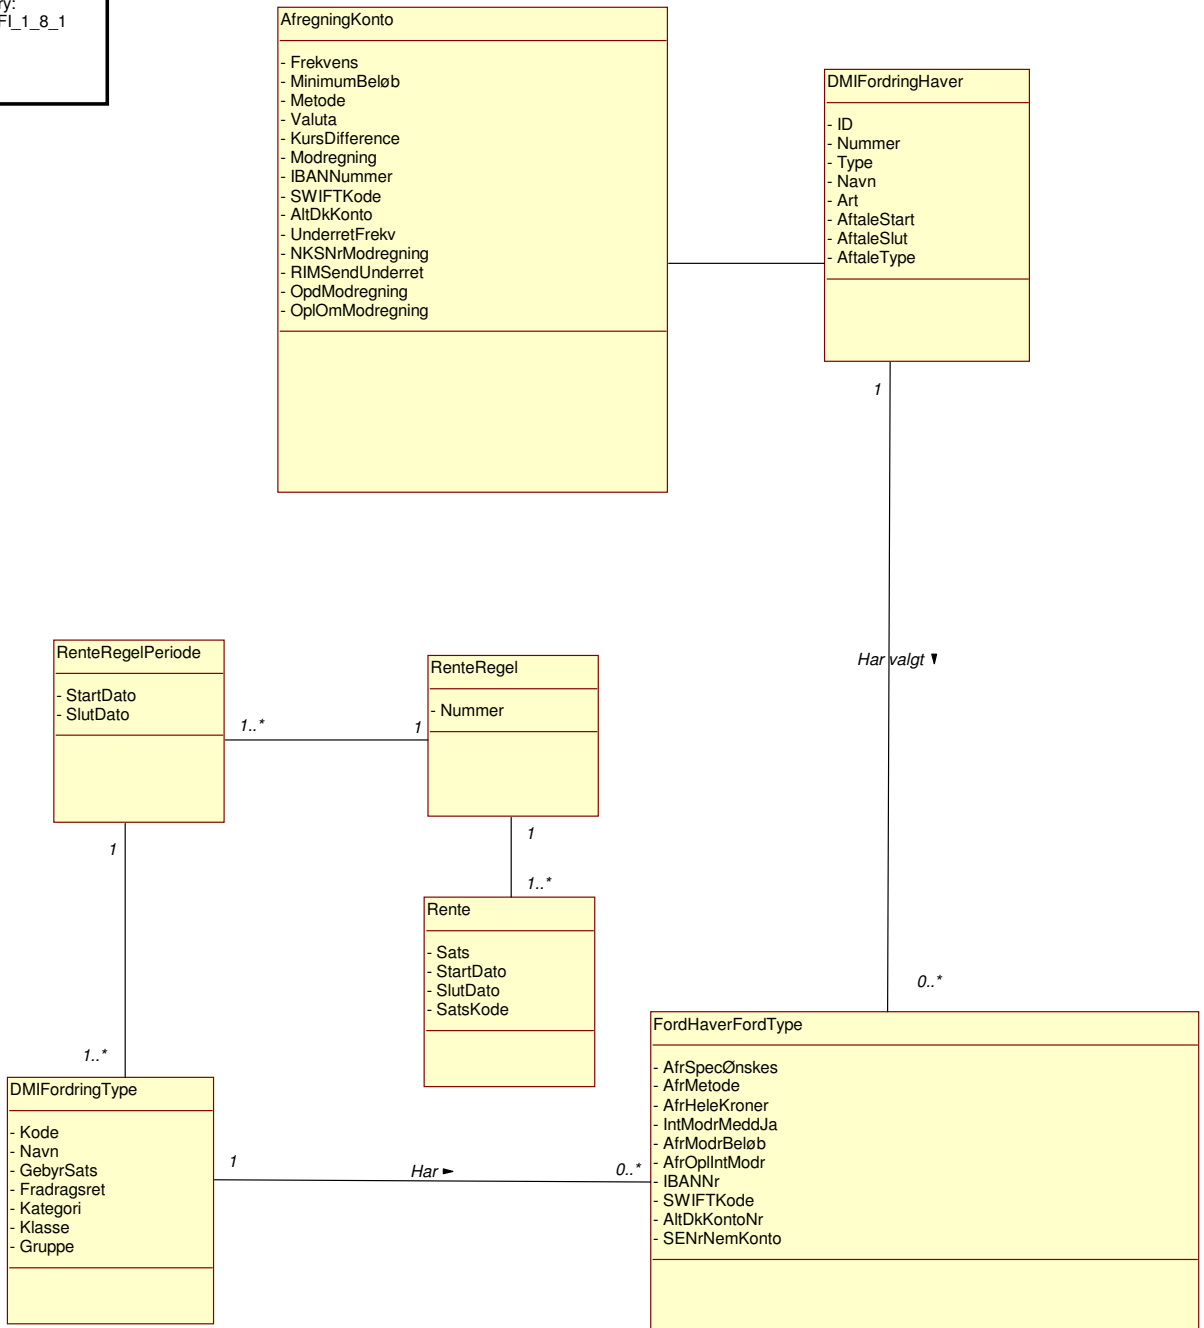 ry:
FI_1_8_1
AfregningKonto
- Frekvens
- MinimumBeløb
- Metode
- Valuta
- KursDifference
- Modregning
- IBANNummer
- SWIFTKode
- AltDkKonto
- UnderretFrekv
- NKSNrModregning
- RIMSendUnderret
- OpdModregning
- OplOmModregning
DMIFordringHaver
- ID
- Nummer
- Type
- Navn
- Art
- AftaleStart
- AftaleSlut
- AftaleType
1
Har valgt ▼
0..*
RenteRegelPeriode
- StartDato
- SlutDato
1..*
1
RenteRegel
- Nummer
1
1..*
Rente
- Sats
- StartDato
- SlutDato
- SatsKode
1
1..*
DMIFordringType
- Kode
- Navn
- GebyrSats
- Fradragsret
- Kategori
- Klasse
- Gruppe
1
Har ►
0..*
FordHaverFordType
- AfrSpecØnskes
- AfrMetode
- AfrHeleKroner
- IntModrMeddJa
- AfrModrBeløb
- AfrOplIntModr
- IBANNr
- SWIFTKode
- AltDkKontoNr
- SENrNemKonto